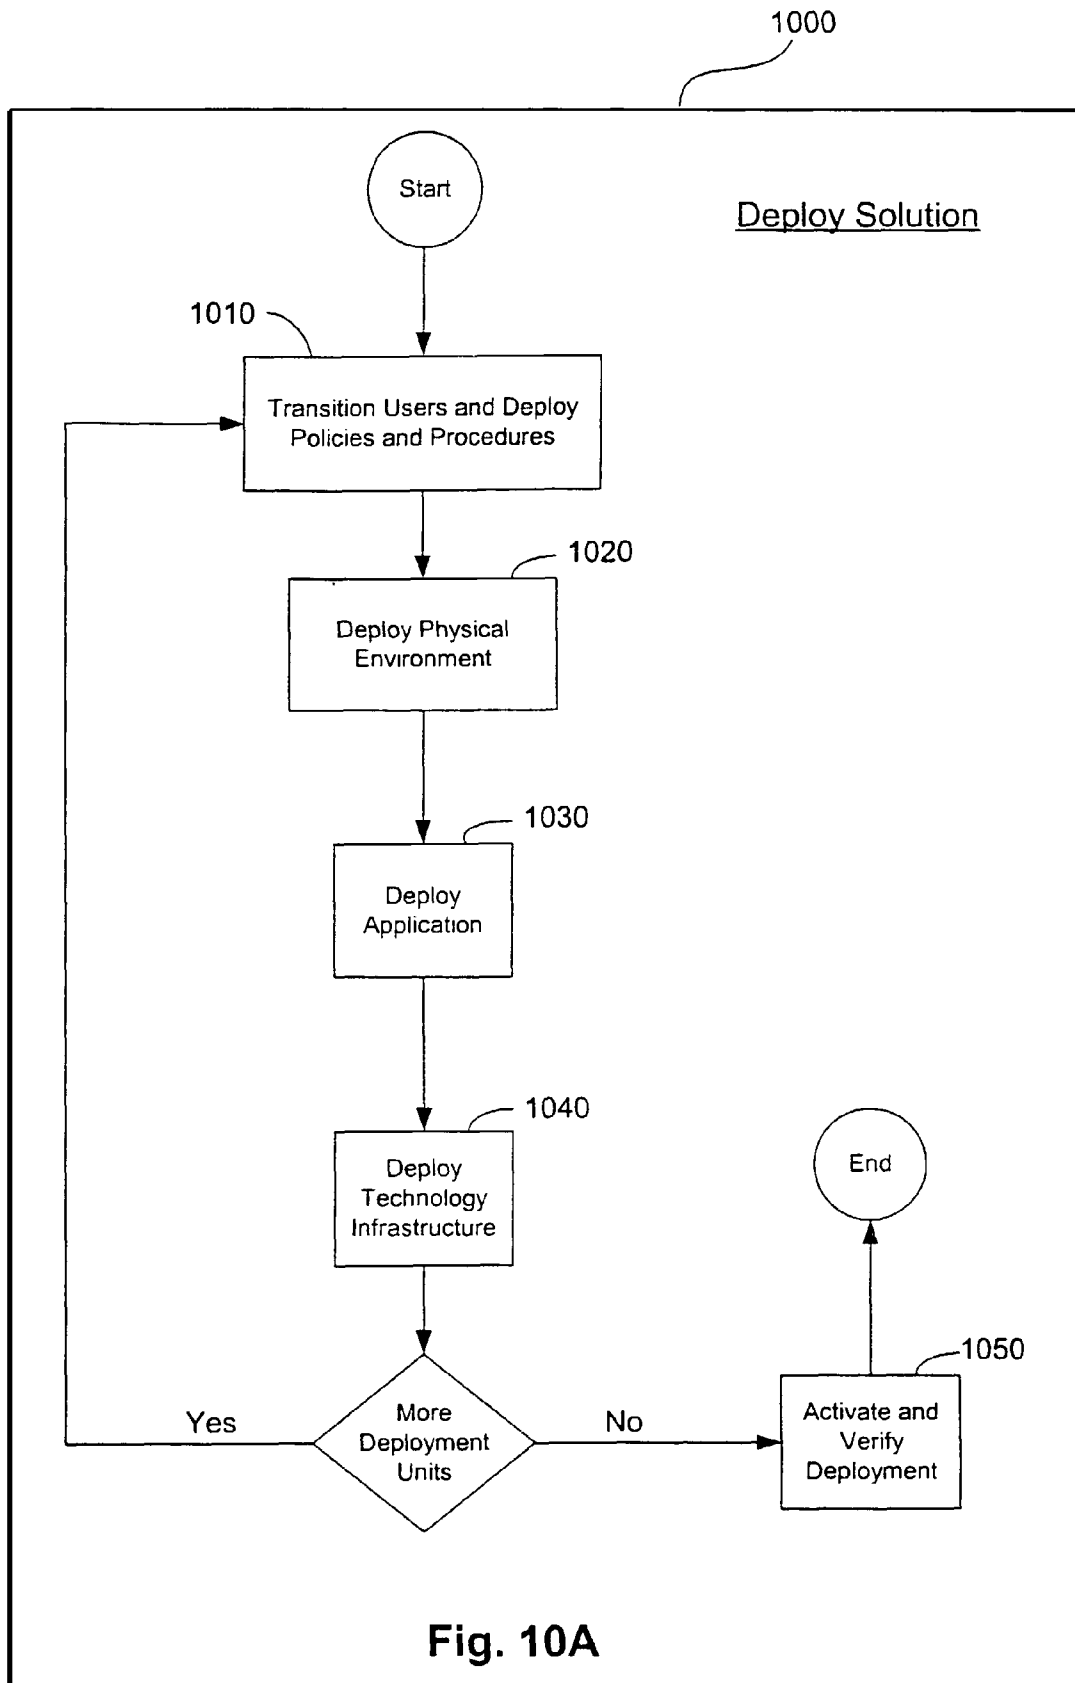 1000
Start
Deploy Solution
1010
Transition Users and Deploy
Policies and Procedures
1020
Deploy Physical
Environment
1030
Deploy
Application
1040
Deploy
Technology
Infrastructure
End
1050
Yes
More
Deployment
Units
No
Activate and
Verify
Deployment
Fig. 10A